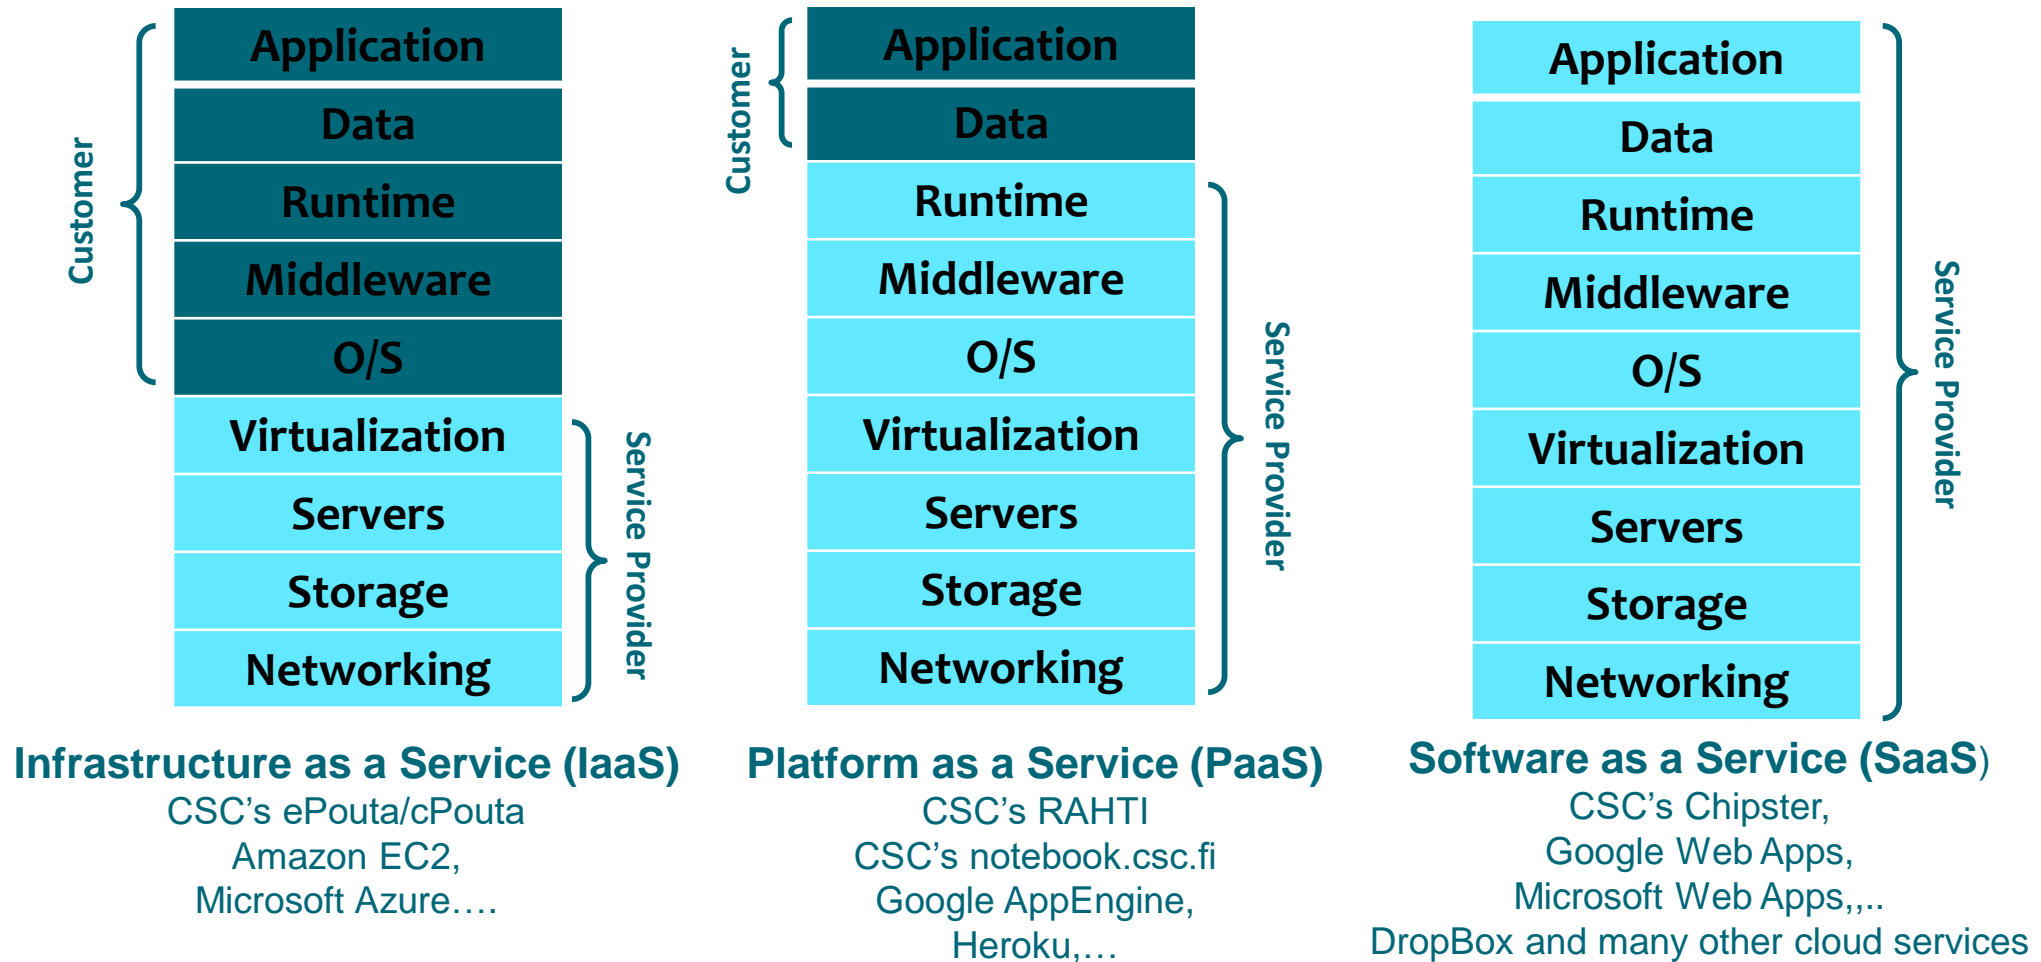 Customer
Application
Data
Runtime
Middleware
O/S
Virtualization
Servers
Storage
Networking
Service Provider
Infrastructure as a Service (IaaS)
CSC’s ePouta/cPouta
Amazon EC2,
Microsoft Azure….
Customer
Application
Data
Runtime
Middleware
O/S
Virtualization
Servers
Storage
Networking
Service Provider
Platform as a Service (PaaS)
CSC’s RAHTI
CSC’s notebook.csc.fi
Google AppEngine,
Heroku,…
Application
Data
Runtime
Middleware
O/S
Virtualization
Servers
Storage
Networking
Service Provider
Software as a Service (SaaS)
CSC’s Chipster,
Google Web Apps,
Microsoft Web Apps,,..
DropBox and many other cloud services